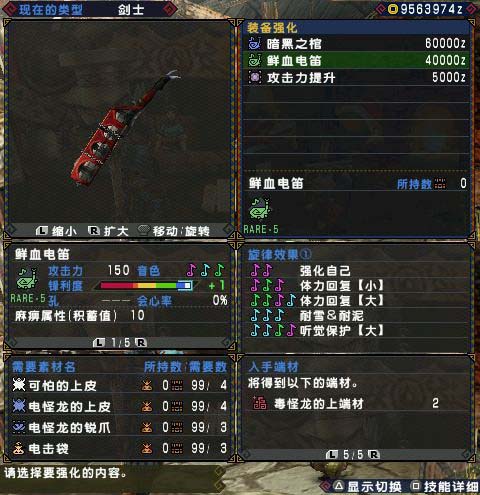 现在的类型 剑士
9563974z
装备强化
暗黑之棺 60000z
鲜血电笛 40000z
攻击力提升 5000z
鲜血电笛 所持数 0
RARE-5
L 缩小 R 扩大 移动/旋转
鲜血电笛
攻击力 150 音色
锋利度 +1
RARE-5 孔 --- 会心率 0%
麻痹属性(积蓄值) 10
L 1/5 R
旋律效果①
强化自己
体力回复【小】
体力回复【大】
耐雪&耐泥
听觉保护【大】
需要素材名 所持数/需要数
可怕的上皮 0 99/ 4
电怪龙的上皮 0 99/ 4
电怪龙的锐爪 0 99/ 3
电击袋 0 99/ 3
入手端材
将得到以下的端材。
毒怪龙的上端材 2
L 5/5 R
请选择要强化的内容。
显示切换 技能详细